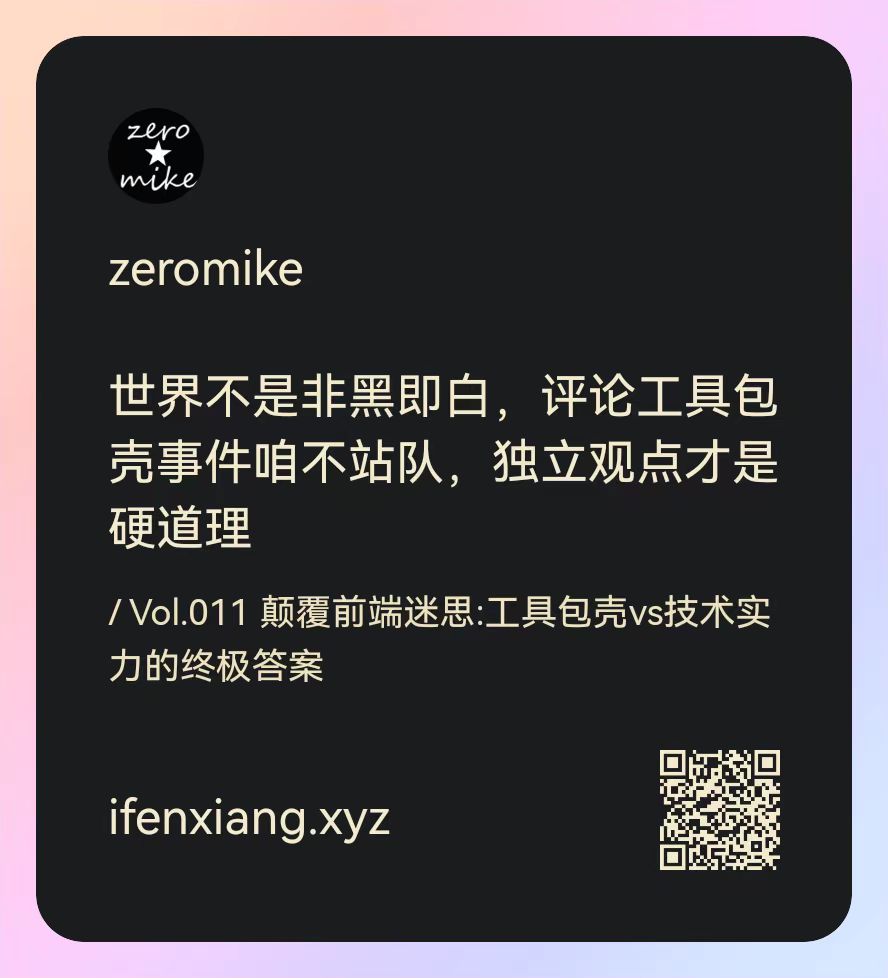 zero
mike
zeromike
世界不是非黑即白，评论工具包
壳事件咱不站队，独立观点才是
硬道理
/ Vol.011 颠覆前端迷思:工具包壳vs技术实
力的终极答案
ifenxiang.xyz